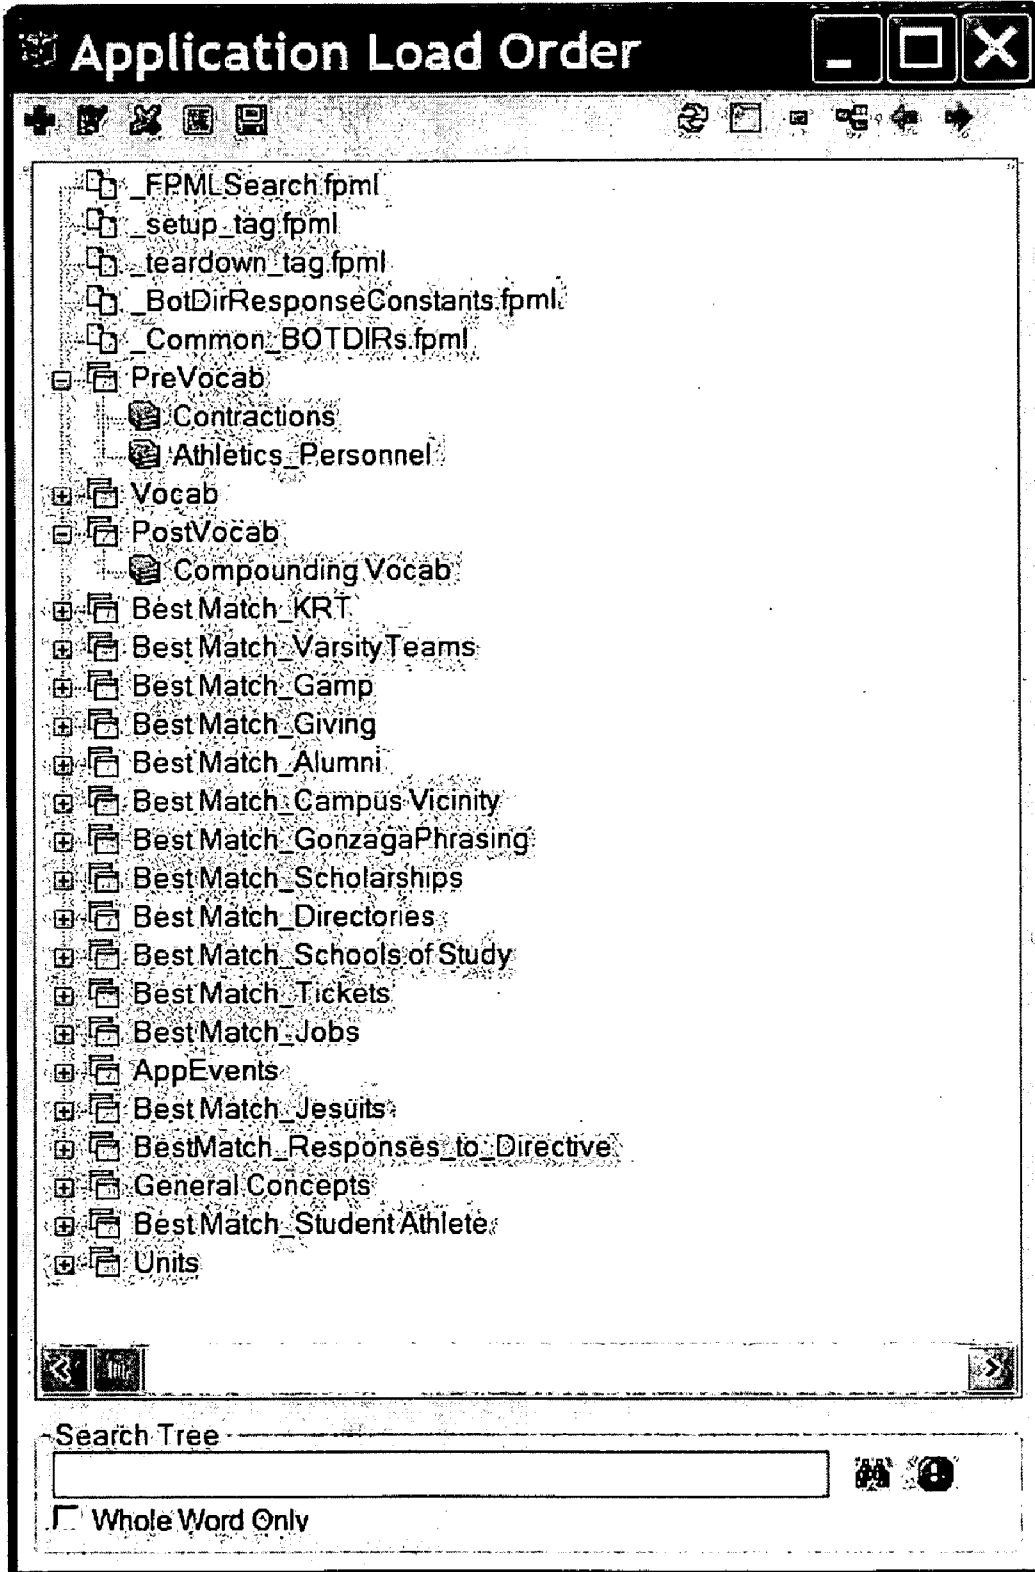 Application Load Order
_FPMLSearch.fpml
_setup_tag.fpml
_teardown_tag.fpml
_BotDirResponseConstants.fpml
_Common_BOTDIRs.fpml
PreVocab
Contractions
Athletics_Personnel
Vocab
PostVocab
Compounding Vocab
Best Match_KRT
Best Match_VarsityTeams
Best Match_Gamp
Best Match_Giving
Best Match_Alumni
Best Match_Campus Vicinity
Best Match_GonzagaPhrasing
Best Match_Scholarships
Best Match_Directories
Best Match_Schools of Study
Best Match_Tickets
Best Match_Jobs
AppEvents
Best Match_Jesuits
BestMatch_Responses_to_Directive
General Concepts
Best Match_Student Athlete
Units
Search Tree
Whole Word Only